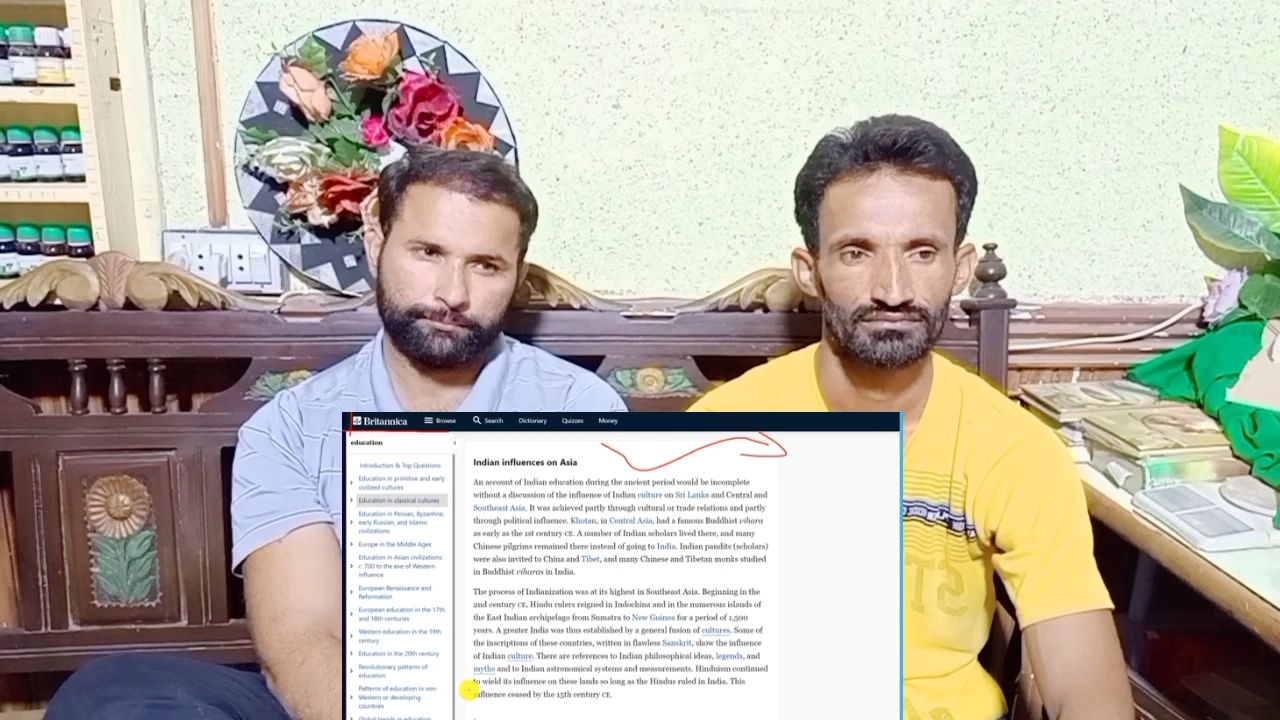 Britannica Browse Search Dictionary Quizzes Money
education
Introduction & Top Questions
Education in primitive and early
civilized cultures
Education in classical cultures
Education in Persian, Byzantine,
early Russian, and Islamic
civilizations
Europe in the Middle Ages
Education in Asian civilizations:
c. 700 to the eve of Western
influence
European Renaissance and
Reformation
European education in the 17th
and 18th centuries
Western education in the 19th
century
Education in the 20th century
Revolutionary patterns of
education
Patterns of education in non-
Western or developing
countries
Global trends in education
Indian influences on Asia
An account of Indian education during the ancient period would be incomplete
without a discussion of the influence of Indian culture on Sri Lanka and Central and
Southeast Asia. It was achieved partly through cultural or trade relations and partly
through political influence. Khotan, in Central Asia, had a famous Buddhist vihara
as early as the 1st century CE. A number of Indian scholars lived there, and many
Chinese pilgrims remained there instead of going to India. Indian pandits (scholars)
were also invited to China and Tibet, and many Chinese and Tibetan monks studied
in Buddhist viharas in India.
The process of Indianization was at its highest in Southeast Asia. Beginning in the
2nd century CE, Hindu rulers reigned in Indochina and in the numerous islands of
the East Indian archipelago from Sumatra to New Guinea for a period of 1,500
years. A greater India was thus established by a general fusion of cultures. Some of
the inscriptions of these countries, written in flawless Sanskrit, show the influence
of Indian culture. There are references to Indian philosophical ideas, legends, and
myths and to Indian astronomical systems and measurements. Hinduism continued
to wield its influence on these lands so long as the Hindus ruled in India. This
influence ceased by the 15th century CE.